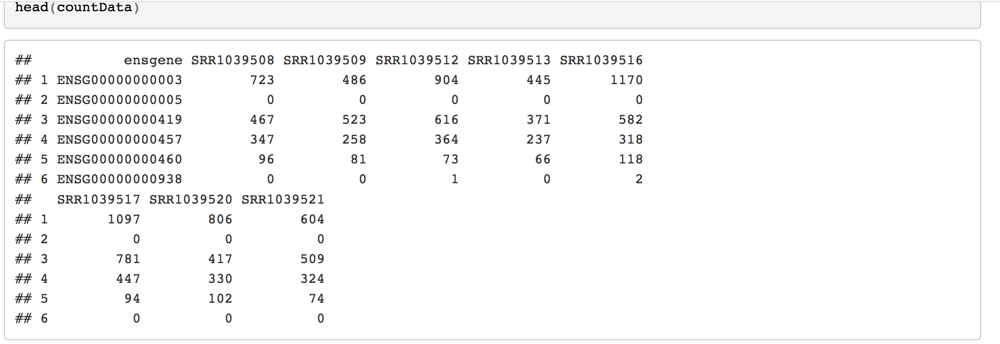 head(countData)
##           ensgene SRR1039508 SRR1039509 SRR1039512 SRR1039513 SRR1039516
## 1 ENSG00000000003        723        486        904        445       1170
## 2 ENSG00000000005          0          0          0          0          0
## 3 ENSG00000000419        467        523        616        371        582
## 4 ENSG00000000457        347        258        364        237        318
## 5 ENSG00000000460         96         81         73         66        118
## 6 ENSG00000000938          0          0          1          0          2
##   SRR1039517 SRR1039520 SRR1039521
## 1       1097        806        604
## 2          0          0          0
## 3        781        417        509
## 4        447        330        324
## 5         94        102         74
## 6          0          0          0